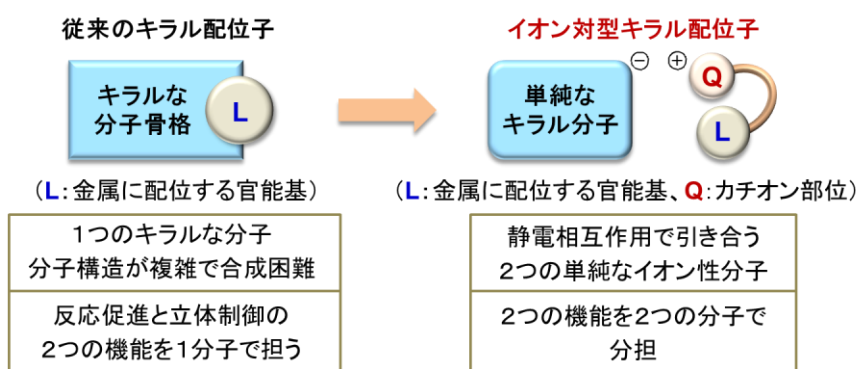 従来のキラル配位子
キラルな
分子骨格
L
(L:金属に配位する官能基)
1つのキラルな分子
分子構造が複雑で合成困難
反応促進と立体制御の
2つの機能を1分子で担う
イオン対型キラル配位子
単純な
キラル分子
⊖ ⊕
Q
L
(L:金属に配位する官能基、Q:カチオン部位)
静電相互作用で引き合う
2つの単純なイオン性分子
2つの機能を2つの分子で
分担